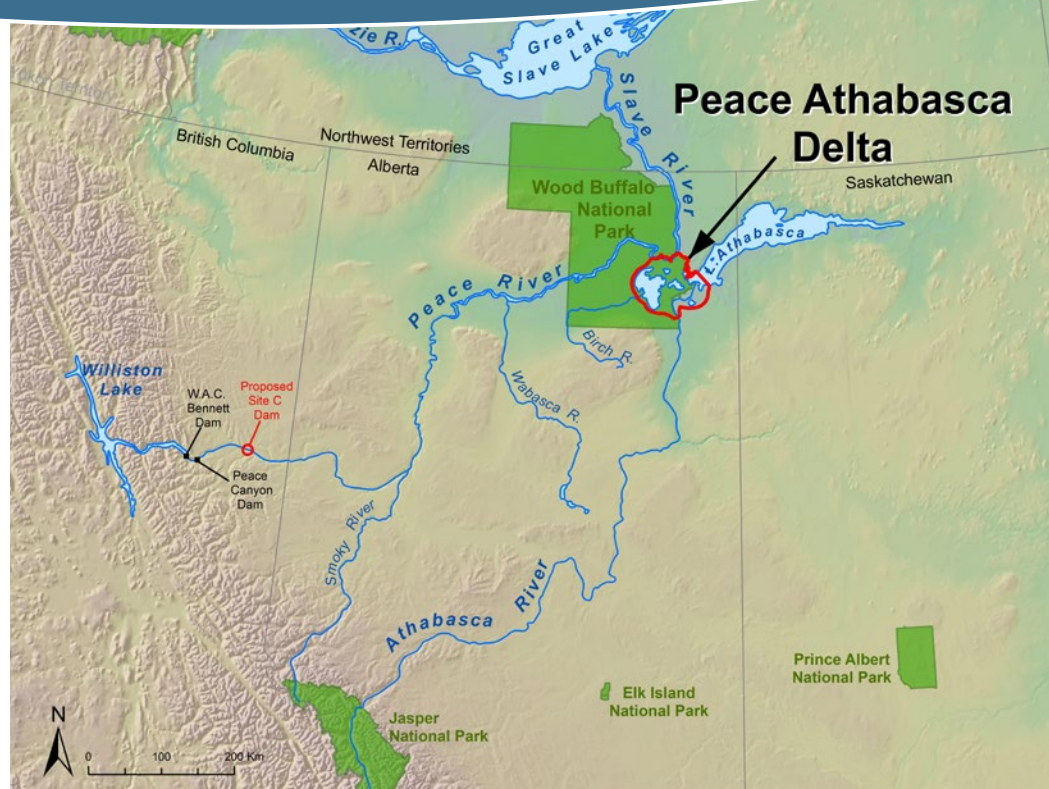 zie R.
Great
Slave Lake
Slave River
Peace Athabasca
Delta
Yukon Territory
British Columbia
Northwest Territories
Alberta
Saskatchewan
Wood Buffalo
National
Park
L. Athabasca
Peace River
Birch R.
Wabasca R.
Williston
Lake
W.A.C.
Bennett
Dam
Proposed
Site C
Dam
Peace
Canyon
Dam
Smoky River
Athabasca River
Prince Albert
National Park
Elk Island
National Park
Jasper
National Park
N
0 100 200 Km